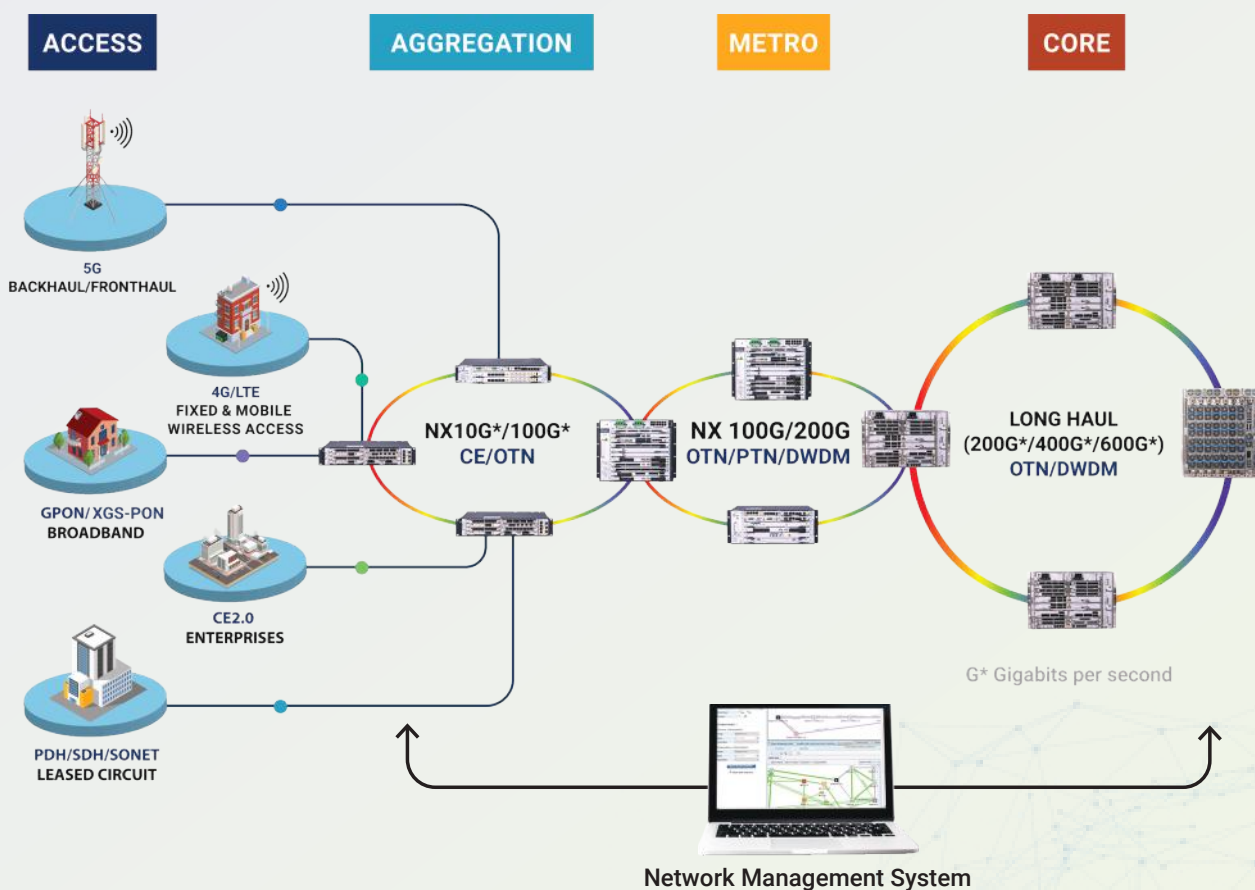 ACCESS
AGGREGATION
METRO
CORE
5G
BACKHAUL/FRONTHAUL
4G/LTE
FIXED & MOBILE
WIRELESS ACCESS
GPON/ XGS-PON
BROADBAND
CE2.0
ENTERPRISES
PDH/SDH/SONET
LEASED CIRCUIT
NX10G*/100G*
CE/OTN
NX 100G/200G
OTN/PTN/DWDM
LONG HAUL
(200G*/400G*/600G*)
OTN/DWDM
G* Gigabits per second
Network Management System